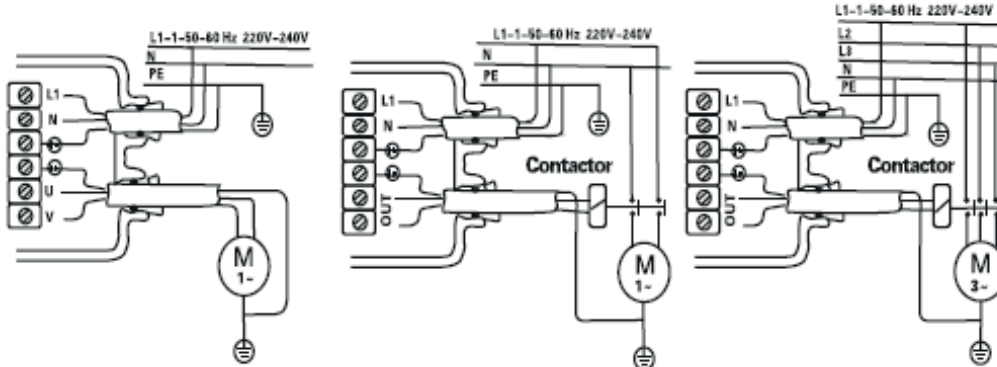 L1-1-50-60 Hz 220V-240V
N
PE
L1
N
U
V
M
1~
L1-1-50-60 Hz 220V-240V
N
PE
L1
N
Contactor
OUT
M
1~
L1-1-50-60 Hz 220V-240V
L2
L3
N
PE
L1
N
Contactor
OUT
M
3~